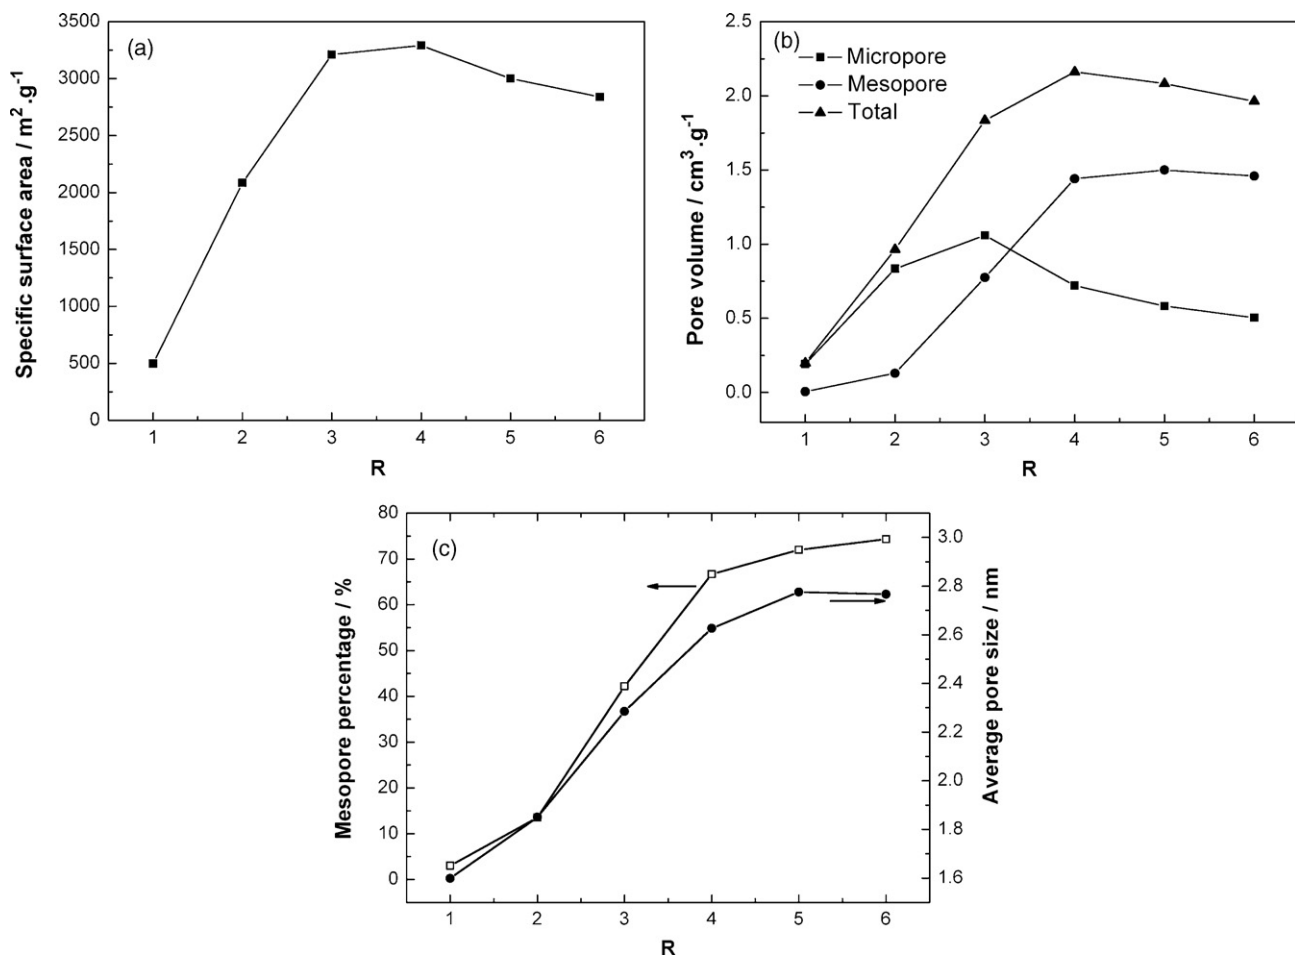 (a)
Specific surface area / m².g⁻¹
3500
3000
2500
2000
1500
1000
500
0
1 2 3 4 5 6
R
(b)
Micropore
Mesopore
Total
Pore volume / cm³.g⁻¹
2.5
2.0
1.5
1.0
0.5
0.0
1 2 3 4 5 6
R
(c)
Mesopore percentage / %
80
70
60
50
40
30
20
10
0
Average pore size / nm
3.0
2.8
2.6
2.4
2.2
2.0
1.8
1.6
1 2 3 4 5 6
R